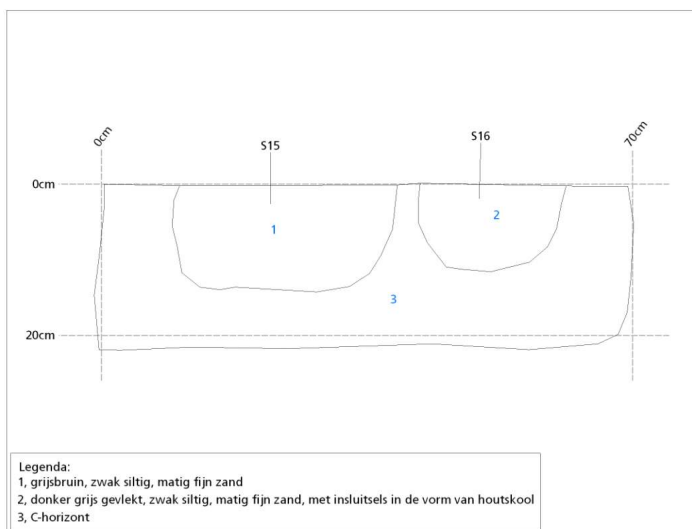 0cm
70cm
S15
S16
0cm
1
2
3
20cm
Legenda:
1, grijsbruin, zwak siltig, matig fijn zand
2, donker grijs gevlekt, zwak siltig, matig fijn zand, met insluitsels in de vorm van houtskool
3, C-horizont